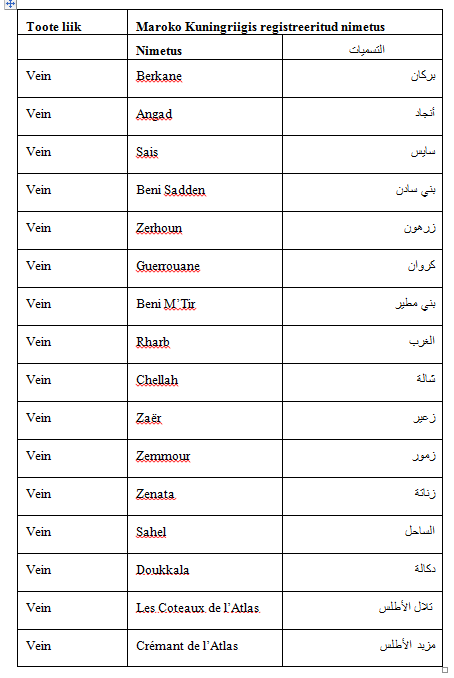 Toote liik Maroko Kuningriigis registreeritud nimetus
Nimetus التسميات
Vein Berkane بركان
Vein Angad أنجاد
Vein Sais سايس
Vein Beni Sadden بني سادن
Vein Zerhoun زرهون
Vein Guerrouane كروان
Vein Beni M’Tir بني مطير
Vein Rharb الغرب
Vein Chellah شالة
Vein Zaër زعير
Vein Zemmour زمور
Vein Zenata زناتة
Vein Sahel الساحل
Vein Doukkala دكالة
Vein Les Coteaux de l’Atlas تلال الأطلس
Vein Crémant de l’Atlas مزبد الأطلس